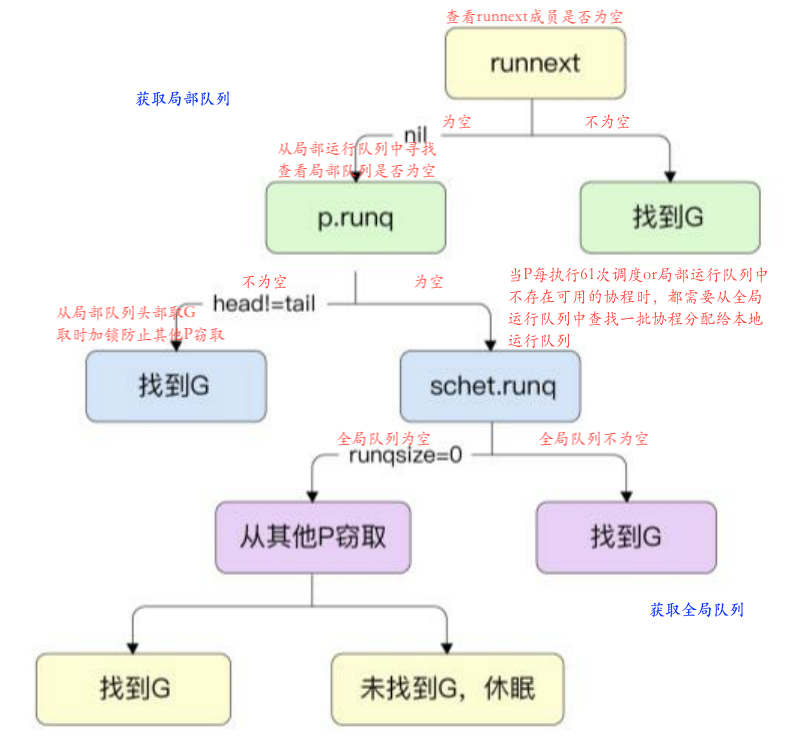 查看runnext成员是否为空
runnext
获取局部队列
为空
不为空
nil
从局部运行队列中寻找
查看局部队列是否为空
p.runq
找到G
不为空
为空
head!=tail
当P每执行61次调度or局部运行队列中
不存在可用的协程时，都需要从全局
运行队列中查找一批协程分配给本地
运行队列
从局部队列头部取G
取时加锁防止其他P窃取
找到G
schet.runq
全局队列为空
全局队列不为空
runqsize=0
从其他P窃取
找到G
获取全局队列
找到G
未找到G，休眠